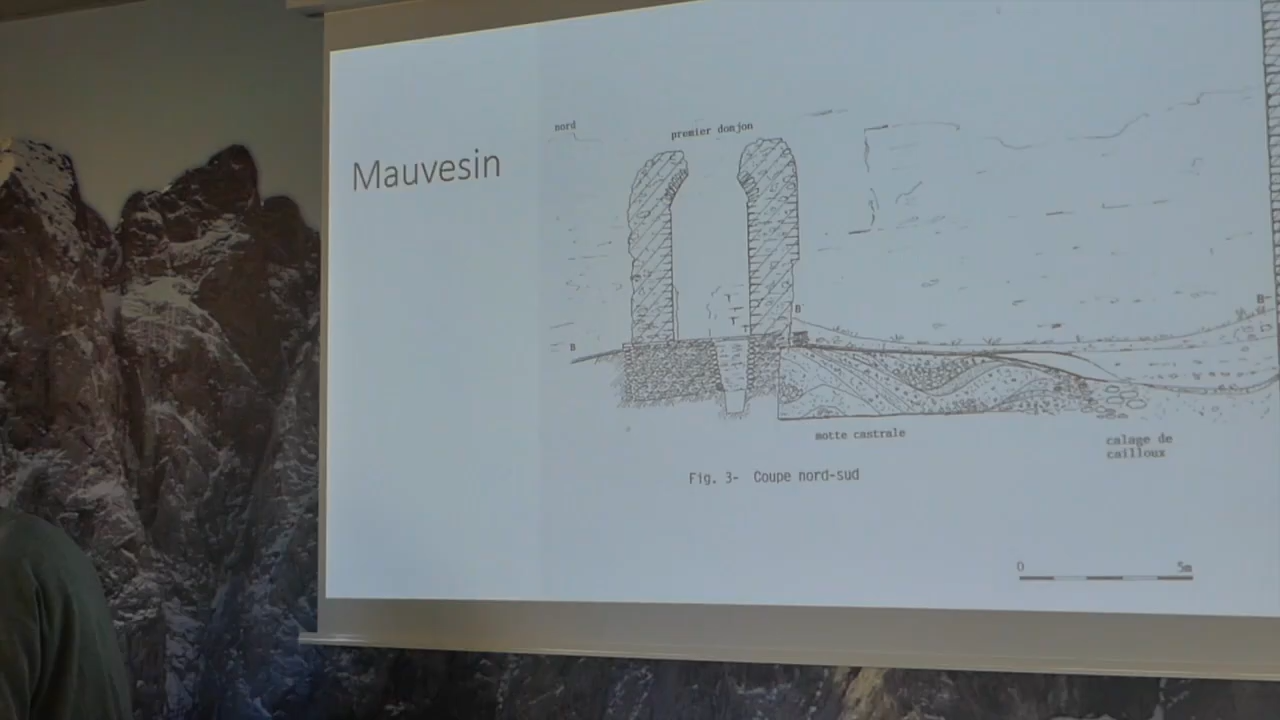 Mauvesin
nord
premier donjon
B
B
B
motte castrale
calage de
cailloux
Fig. 3- Coupe nord-sud
0 5m